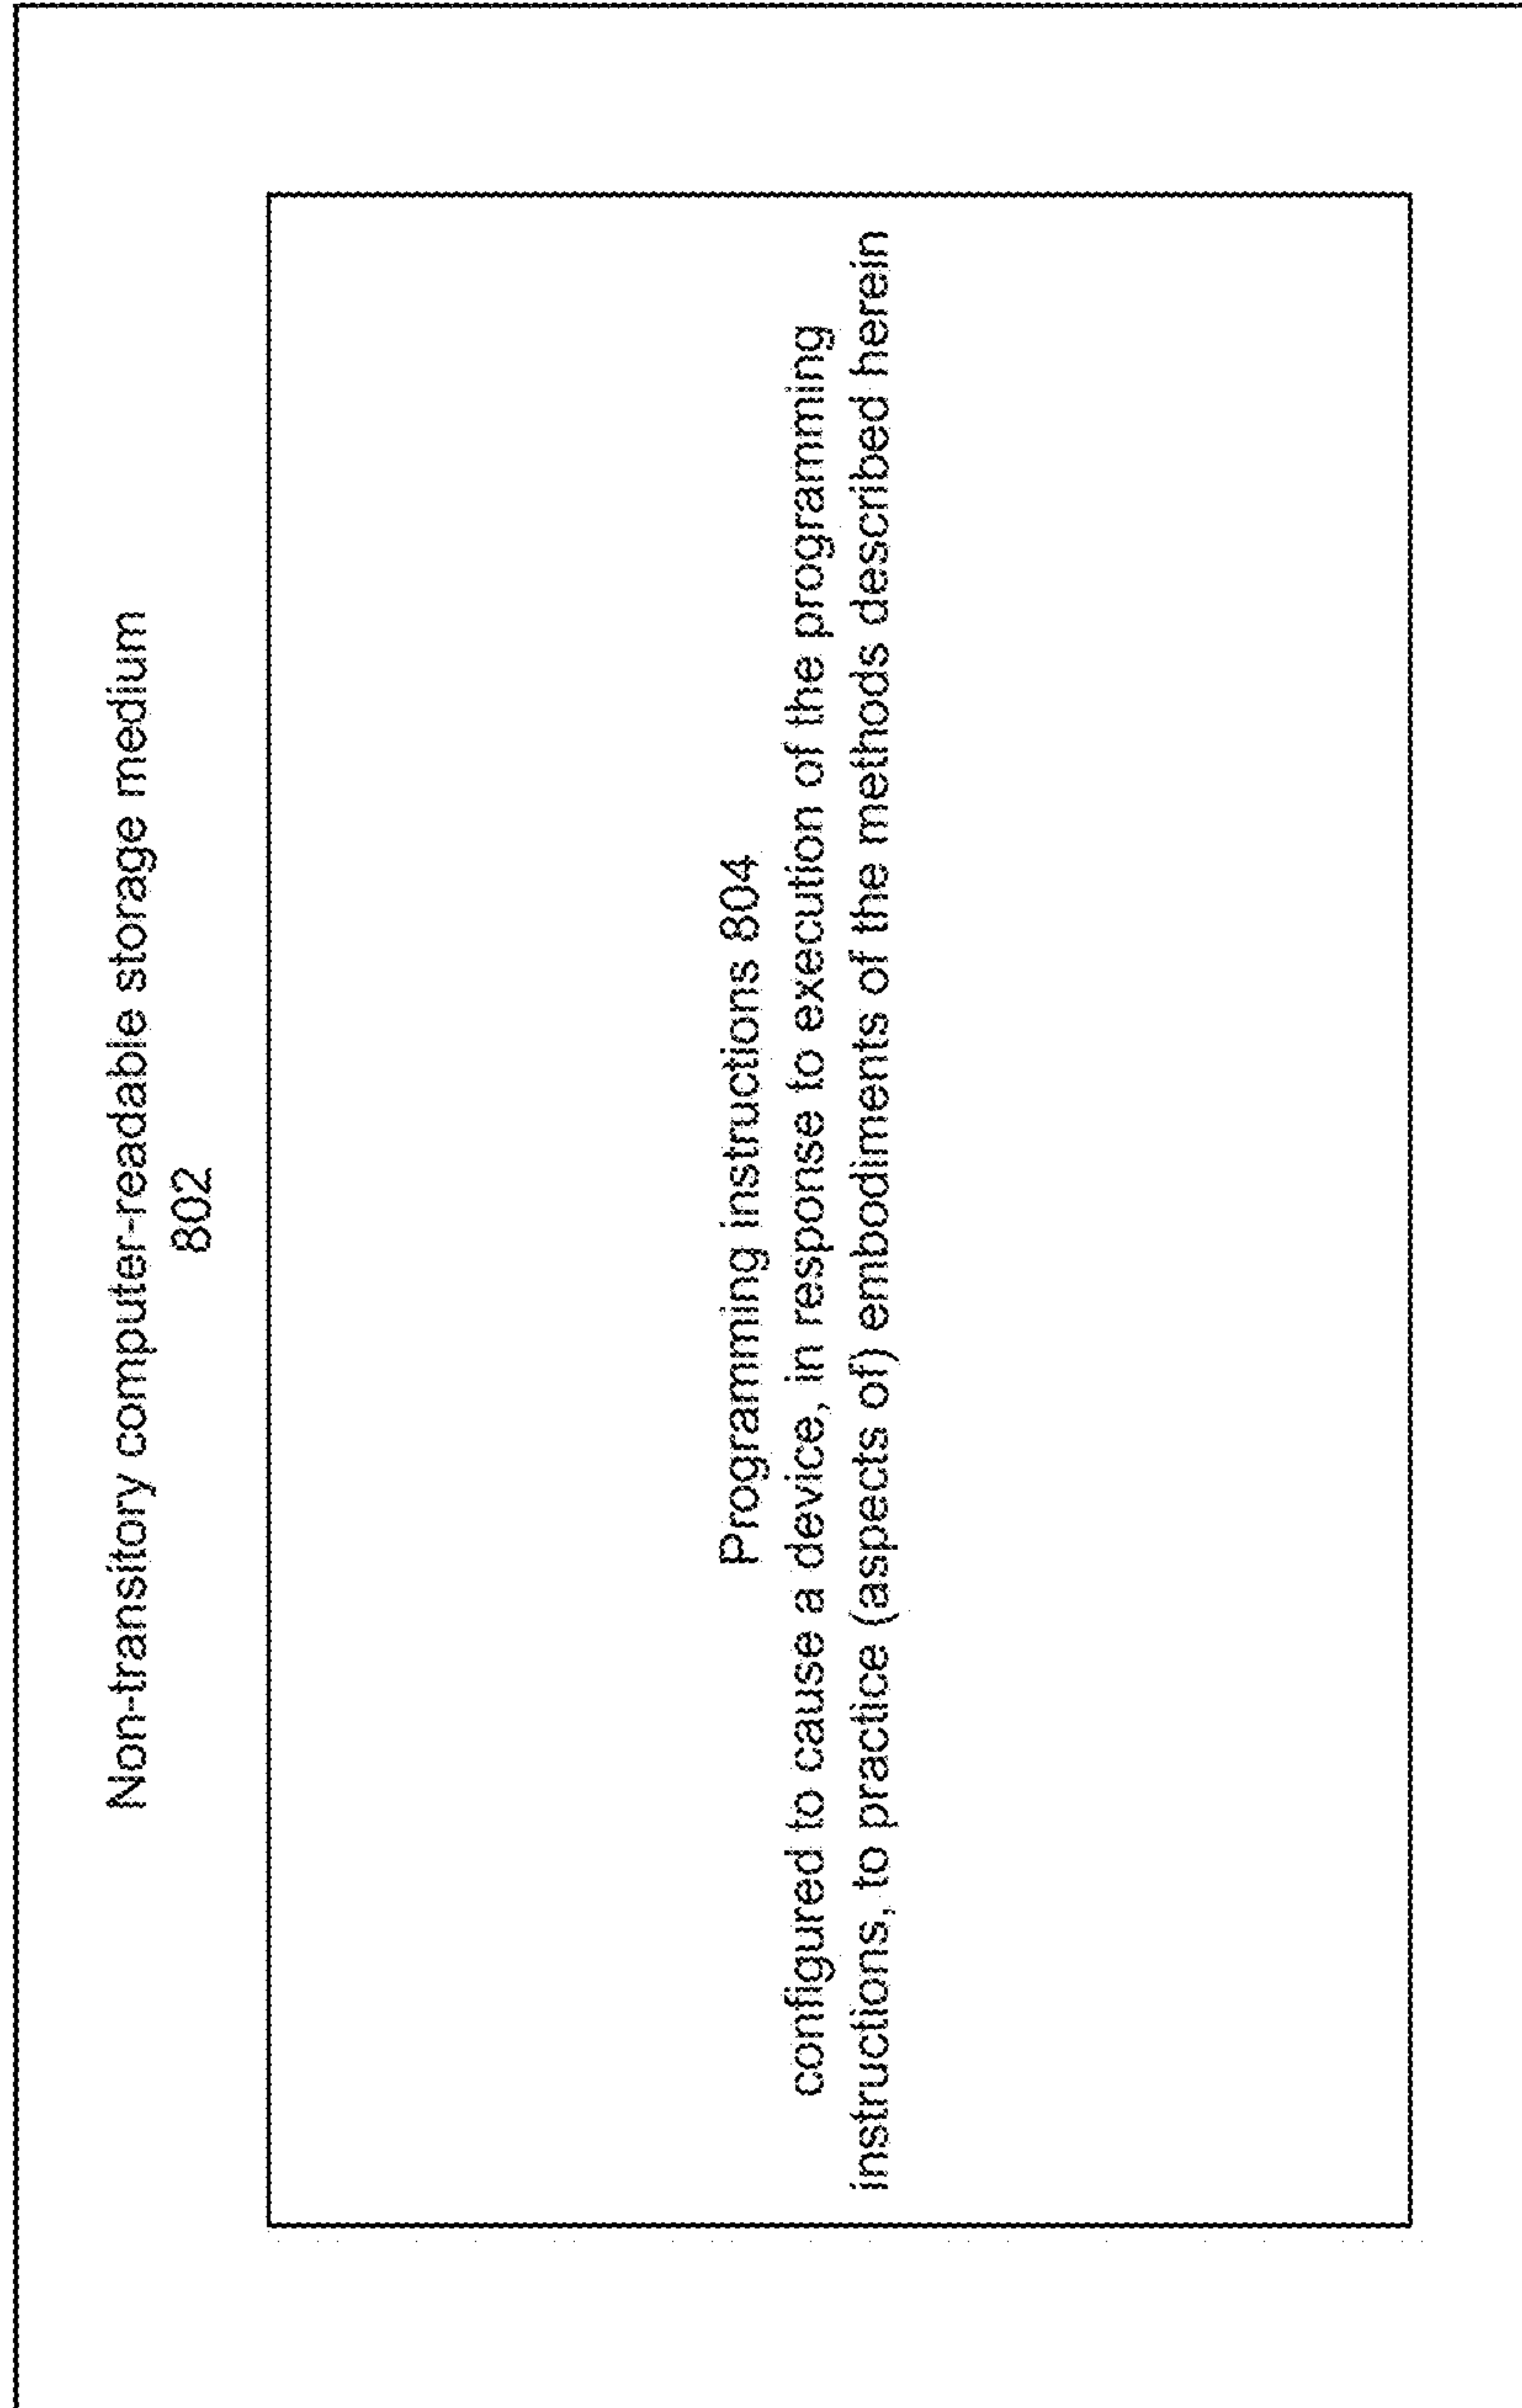 Non-transitory computer-readable storage medium
802
Programming instructions 804
configured to cause a device, in response to execution of the programming
instructions, to practice (aspects of) embodiments of the methods described herein